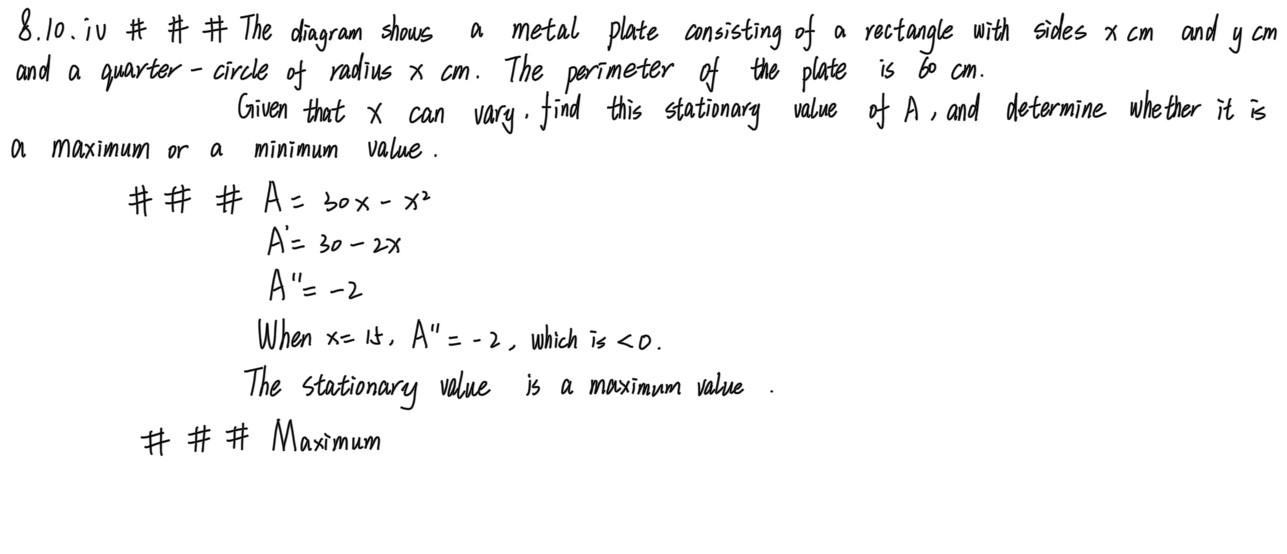 8.10.iv # # # The diagram shows a metal plate consisting of a rectangle with sides x cm and y cm
and a quarter - circle of radius x cm. The perimeter of the plate is 60 cm.
Given that x can vary. find this stationary value of A, and determine whether it is
a maximum or a minimum value.
# # # A = 30x - x²
A' = 30 - 2x
A" = -2
When x = 15, A" = -2, which is <0.
The stationary value is a maximum value.
# # # Maximum